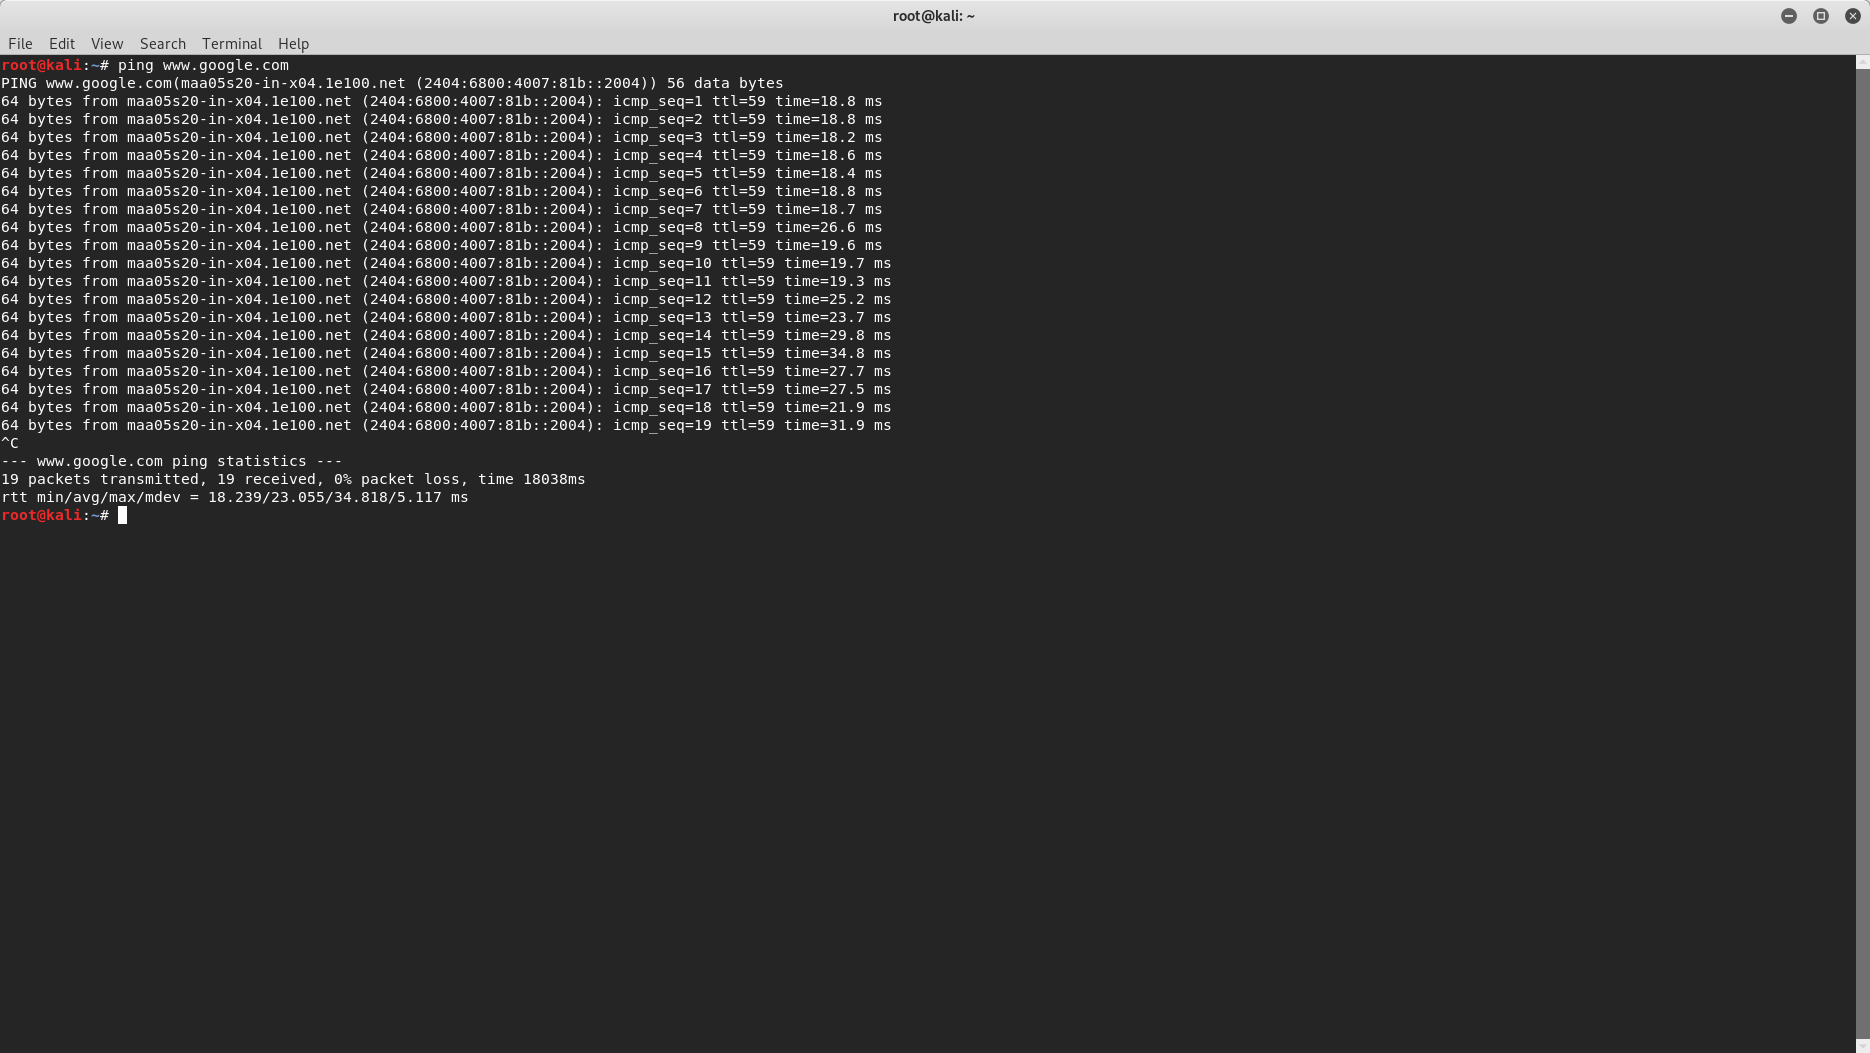 root@kali: ~
File Edit View Search Terminal Help
root@kali:~# ping www.google.com
PING www.google.com(maa05s20-in-x04.1e100.net (2404:6800:4007:81b::2004)) 56 data bytes
64 bytes from maa05s20-in-x04.1e100.net (2404:6800:4007:81b::2004): icmp_seq=1 ttl=59 time=18.8 ms
64 bytes from maa05s20-in-x04.1e100.net (2404:6800:4007:81b::2004): icmp_seq=2 ttl=59 time=18.8 ms
64 bytes from maa05s20-in-x04.1e100.net (2404:6800:4007:81b::2004): icmp_seq=3 ttl=59 time=18.2 ms
64 bytes from maa05s20-in-x04.1e100.net (2404:6800:4007:81b::2004): icmp_seq=4 ttl=59 time=18.6 ms
64 bytes from maa05s20-in-x04.1e100.net (2404:6800:4007:81b::2004): icmp_seq=5 ttl=59 time=18.4 ms
64 bytes from maa05s20-in-x04.1e100.net (2404:6800:4007:81b::2004): icmp_seq=6 ttl=59 time=18.8 ms
64 bytes from maa05s20-in-x04.1e100.net (2404:6800:4007:81b::2004): icmp_seq=7 ttl=59 time=18.7 ms
64 bytes from maa05s20-in-x04.1e100.net (2404:6800:4007:81b::2004): icmp_seq=8 ttl=59 time=26.6 ms
64 bytes from maa05s20-in-x04.1e100.net (2404:6800:4007:81b::2004): icmp_seq=9 ttl=59 time=19.6 ms
64 bytes from maa05s20-in-x04.1e100.net (2404:6800:4007:81b::2004): icmp_seq=10 ttl=59 time=19.7 ms
64 bytes from maa05s20-in-x04.1e100.net (2404:6800:4007:81b::2004): icmp_seq=11 ttl=59 time=19.3 ms
64 bytes from maa05s20-in-x04.1e100.net (2404:6800:4007:81b::2004): icmp_seq=12 ttl=59 time=25.2 ms
64 bytes from maa05s20-in-x04.1e100.net (2404:6800:4007:81b::2004): icmp_seq=13 ttl=59 time=23.7 ms
64 bytes from maa05s20-in-x04.1e100.net (2404:6800:4007:81b::2004): icmp_seq=14 ttl=59 time=29.8 ms
64 bytes from maa05s20-in-x04.1e100.net (2404:6800:4007:81b::2004): icmp_seq=15 ttl=59 time=34.8 ms
64 bytes from maa05s20-in-x04.1e100.net (2404:6800:4007:81b::2004): icmp_seq=16 ttl=59 time=27.7 ms
64 bytes from maa05s20-in-x04.1e100.net (2404:6800:4007:81b::2004): icmp_seq=17 ttl=59 time=27.5 ms
64 bytes from maa05s20-in-x04.1e100.net (2404:6800:4007:81b::2004): icmp_seq=18 ttl=59 time=21.9 ms
64 bytes from maa05s20-in-x04.1e100.net (2404:6800:4007:81b::2004): icmp_seq=19 ttl=59 time=31.9 ms
^C
--- www.google.com ping statistics ---
19 packets transmitted, 19 received, 0% packet loss, time 18038ms
rtt min/avg/max/mdev = 18.239/23.055/34.818/5.117 ms
root@kali:~#